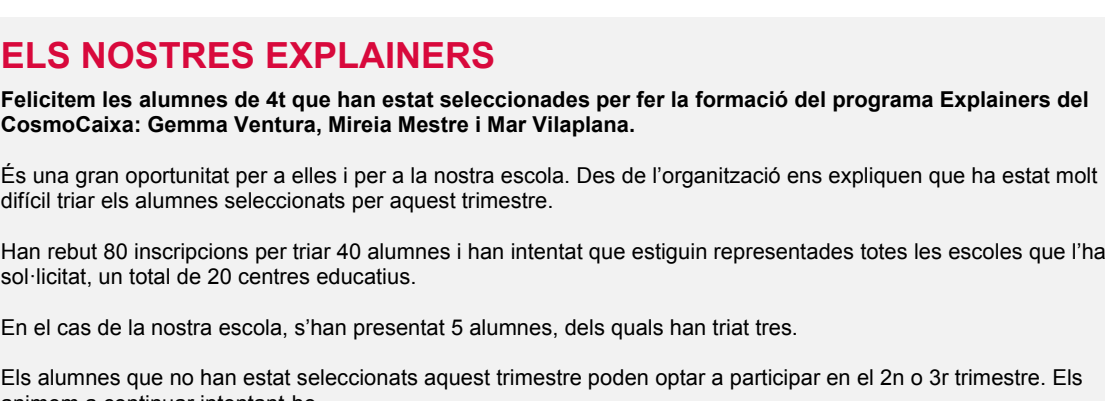 ELS NOSTRES EXPLAINERS
Felicitem les alumnes de 4t que han estat seleccionades per fer la formació del programa Explainers del
CosmoCaixa: Gemma Ventura, Mireia Mestre i Mar Vilaplana.
És una gran oportunitat per a elles i per a la nostra escola. Des de l’organització ens expliquen que ha estat molt
difícil triar els alumnes seleccionats per aquest trimestre.
Han rebut 80 inscripcions per triar 40 alumnes i han intentat que estiguin representades totes les escoles que l’ha
sol·licitat, un total de 20 centres educatius.
En el cas de la nostra escola, s’han presentat 5 alumnes, dels quals han triat tres.
Els alumnes que no han estat seleccionats aquest trimestre poden optar a participar en el 2n o 3r trimestre. Els
animem a continuar intentant-ho